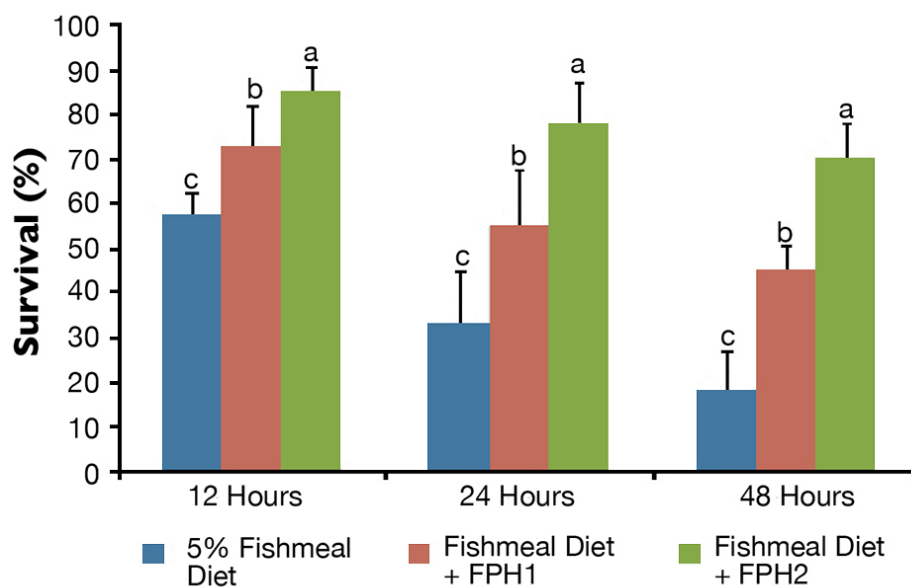 Survival (%)
100
90
80
70
60
50
40
30
20
10
0
c
b
a
c
b
a
c
b
a
12 Hours
24 Hours
48 Hours
5% Fishmeal
Diet
Fishmeal Diet
+ FPH1
Fishmeal Diet
+ FPH2